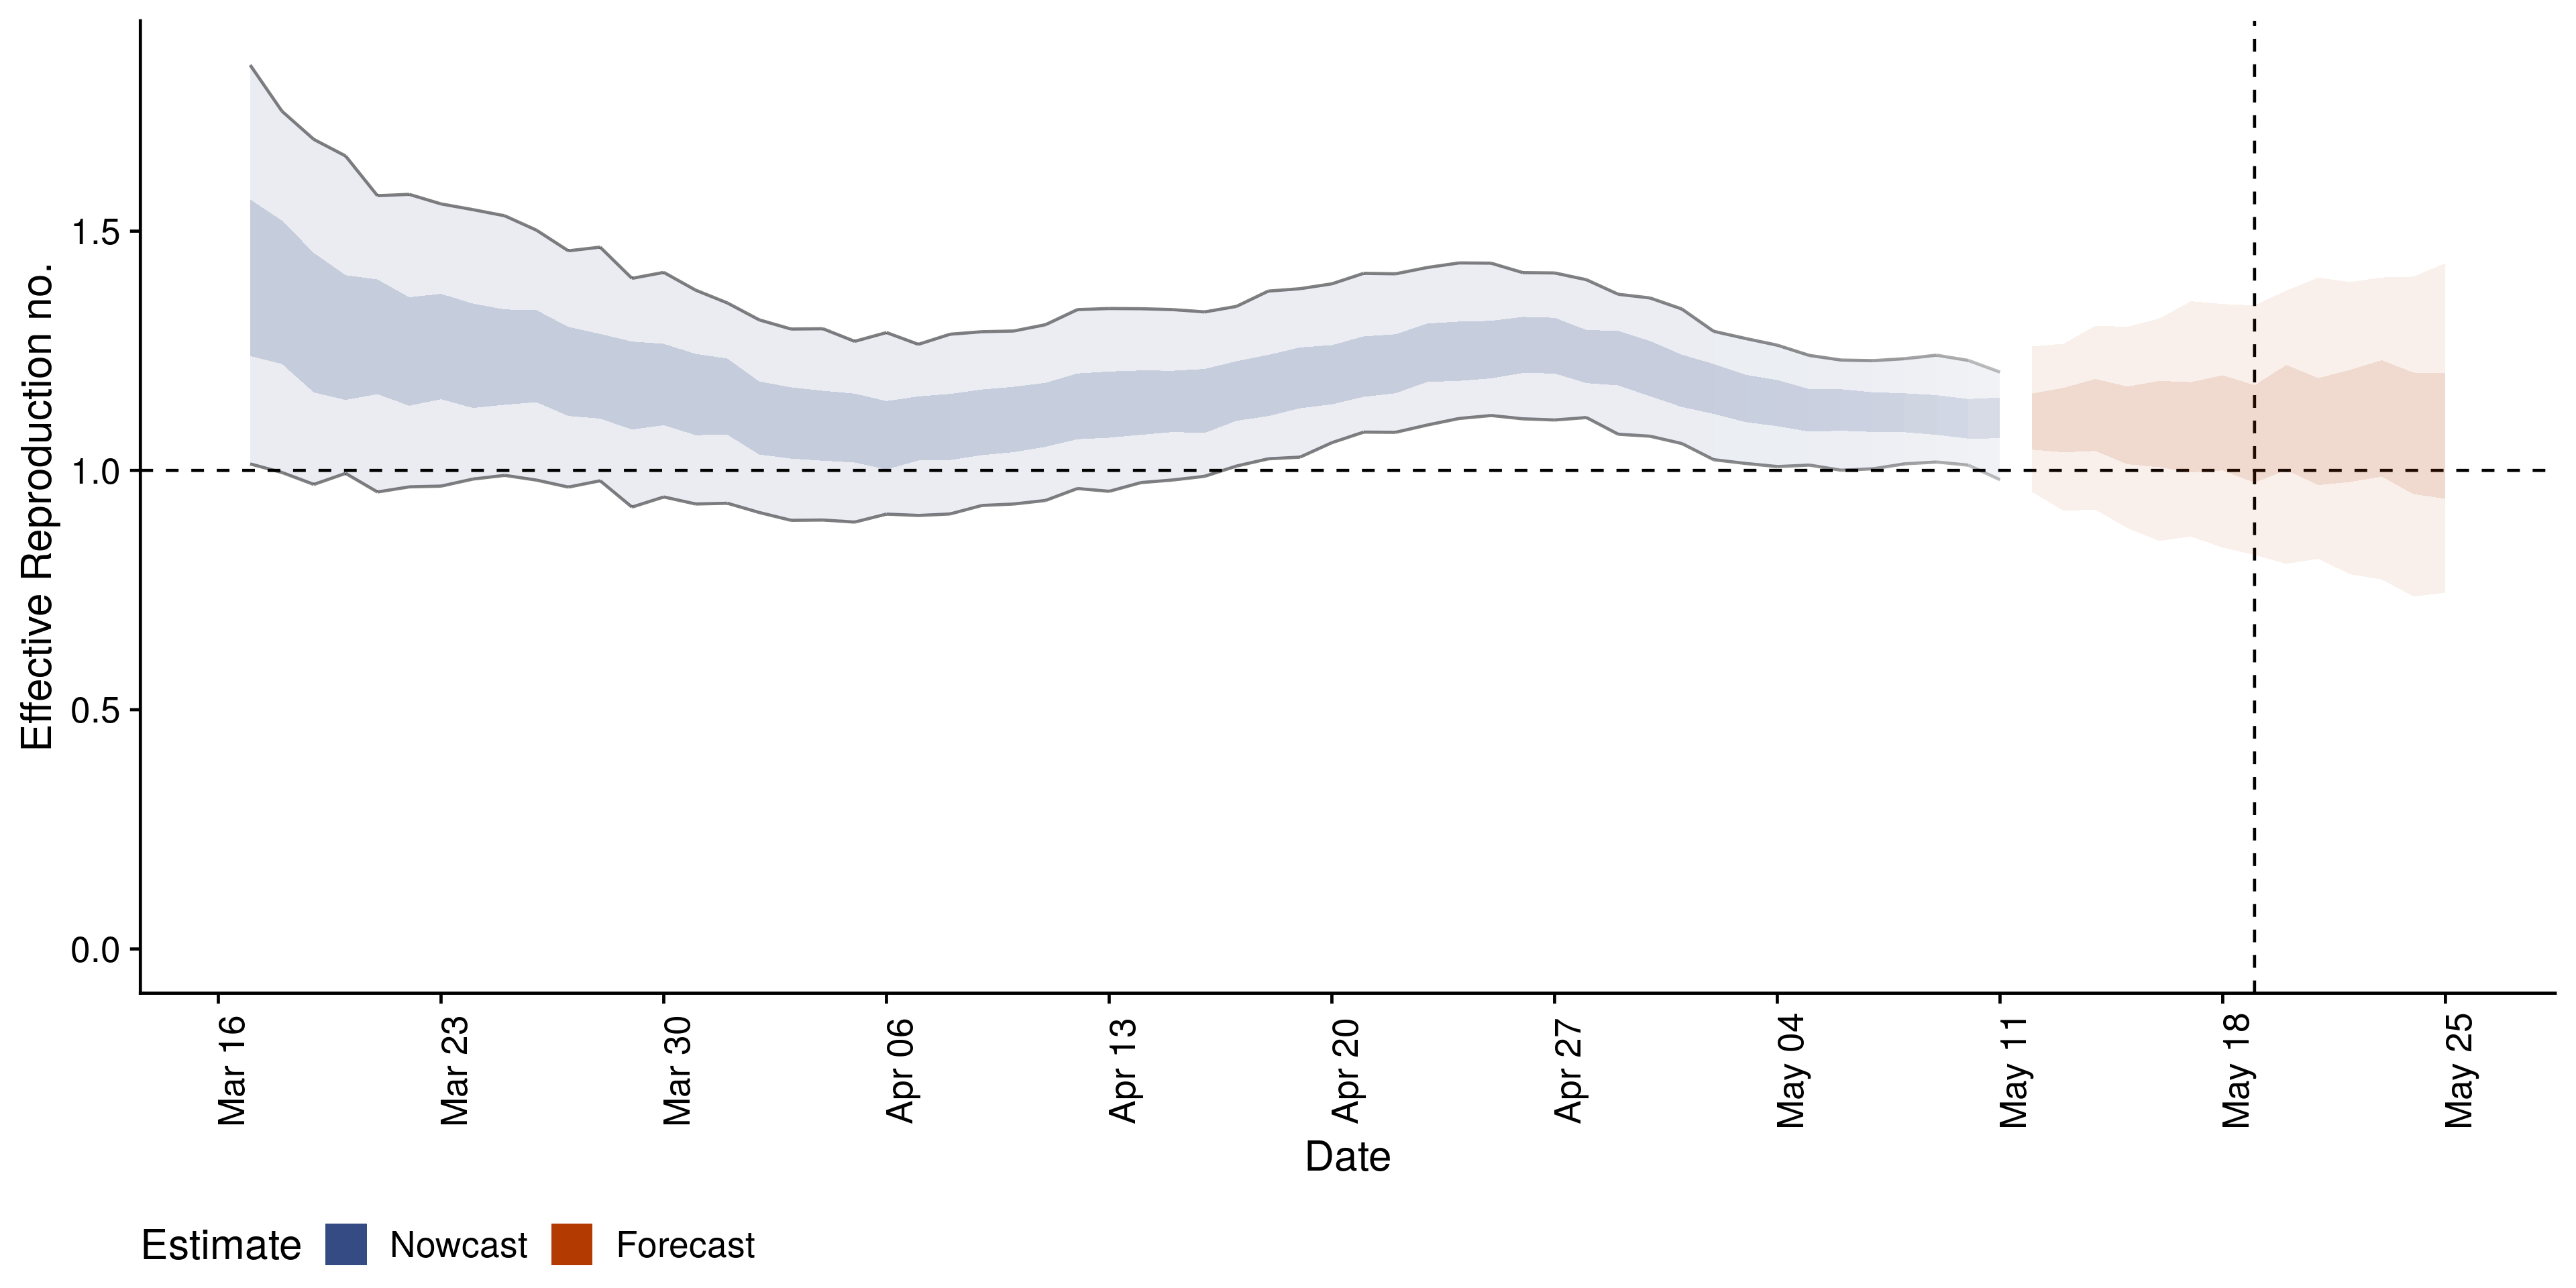 Effective Reproduction no.
1.5
1.0
0.5
0.0
Mar 16
Mar 23
Mar 30
Apr 06
Apr 13
Apr 20
Apr 27
May 04
May 11
May 18
May 25
Date
Estimate Nowcast Forecast